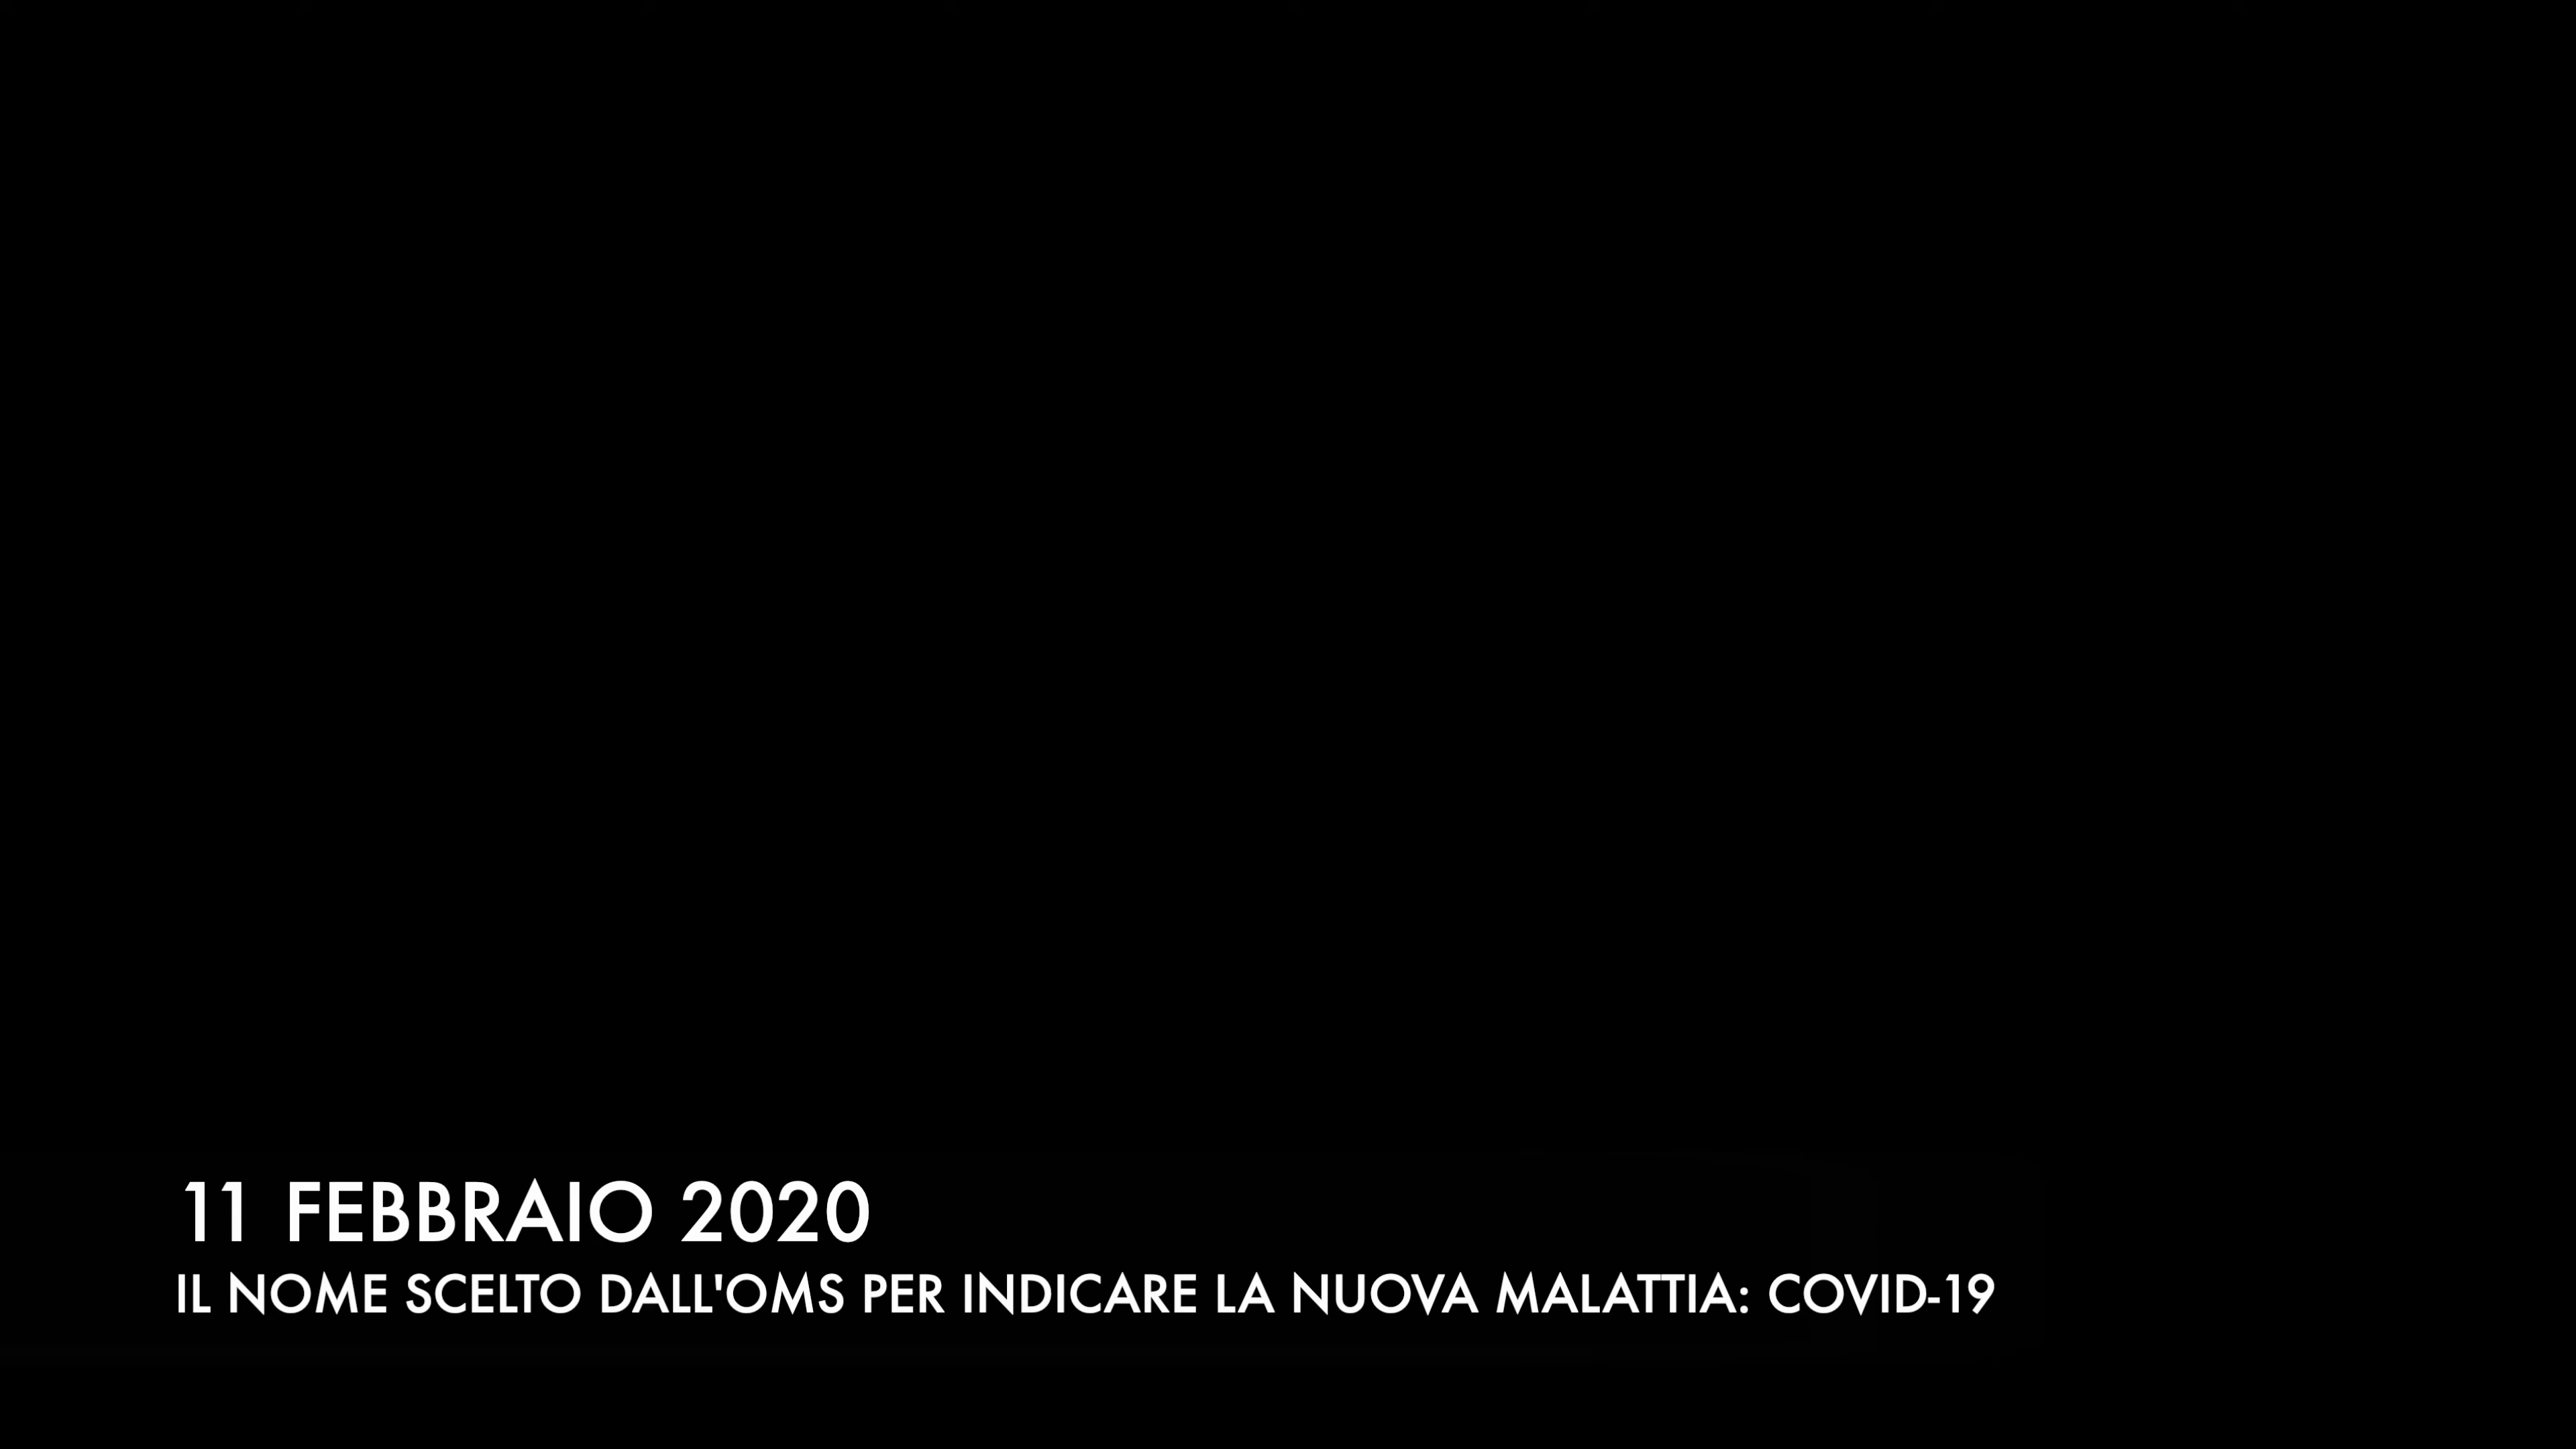 11 FEBBRAIO 2020
IL NOME SCELTO DALL'OMS PER INDICARE LA NUOVA MALATTIA: COVID-19